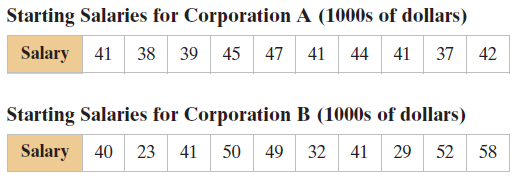 Starting Salaries for Corporation A (1000s of dollars)
Salary 41 38 39 45 47 41 44 41 37 42
Starting Salaries for Corporation B (1000s of dollars)
Salary 40 23 41 50 49 32 41 29 52 58